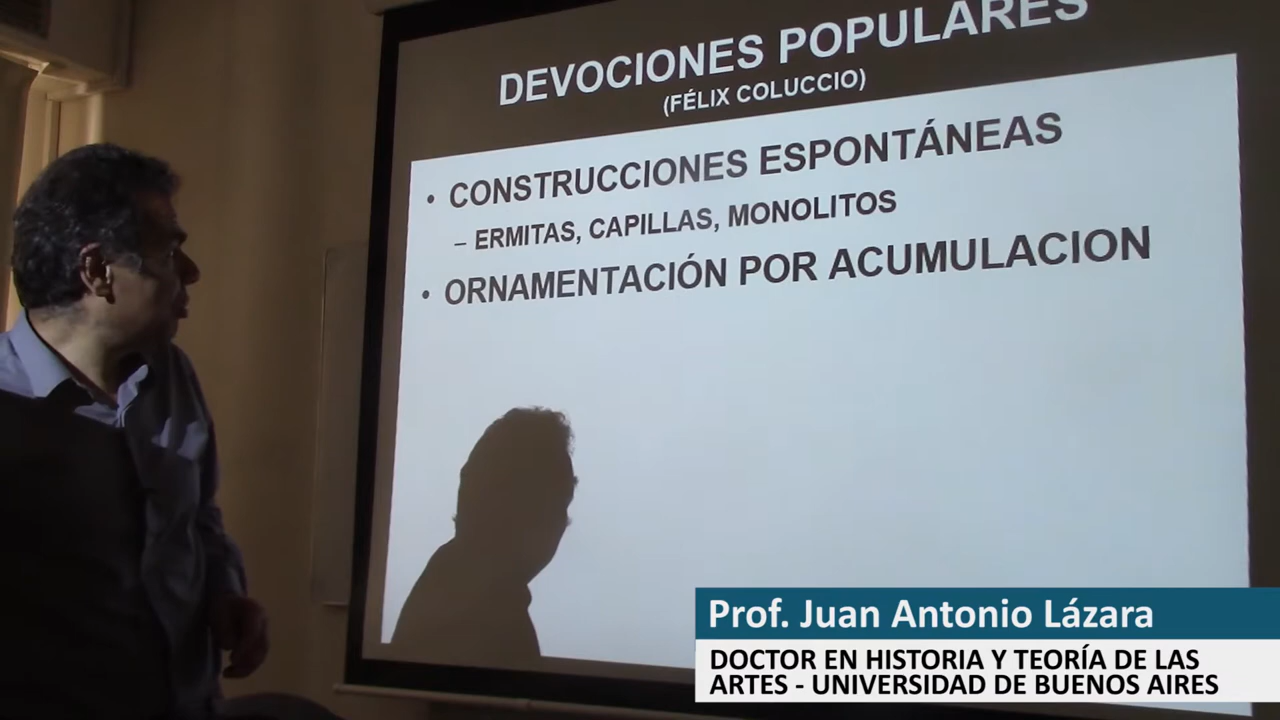 DEVOCIONES POPULARES
(FÉLIX COLUCCIO)
• CONSTRUCCIONES ESPONTÁNEAS
– ERMITAS, CAPILLAS, MONOLITOS
• ORNAMENTACIÓN POR ACUMULACION
Prof. Juan Antonio Lázara
DOCTOR EN HISTORIA Y TEORÍA DE LAS
ARTES - UNIVERSIDAD DE BUENOS AIRES